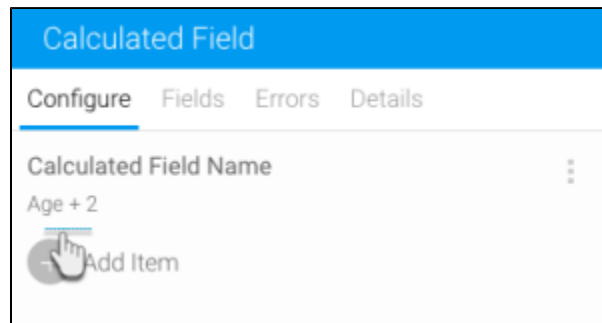 Calculated Field
Configure Fields Errors Details
Calculated Field Name
Age + 2
Add Item